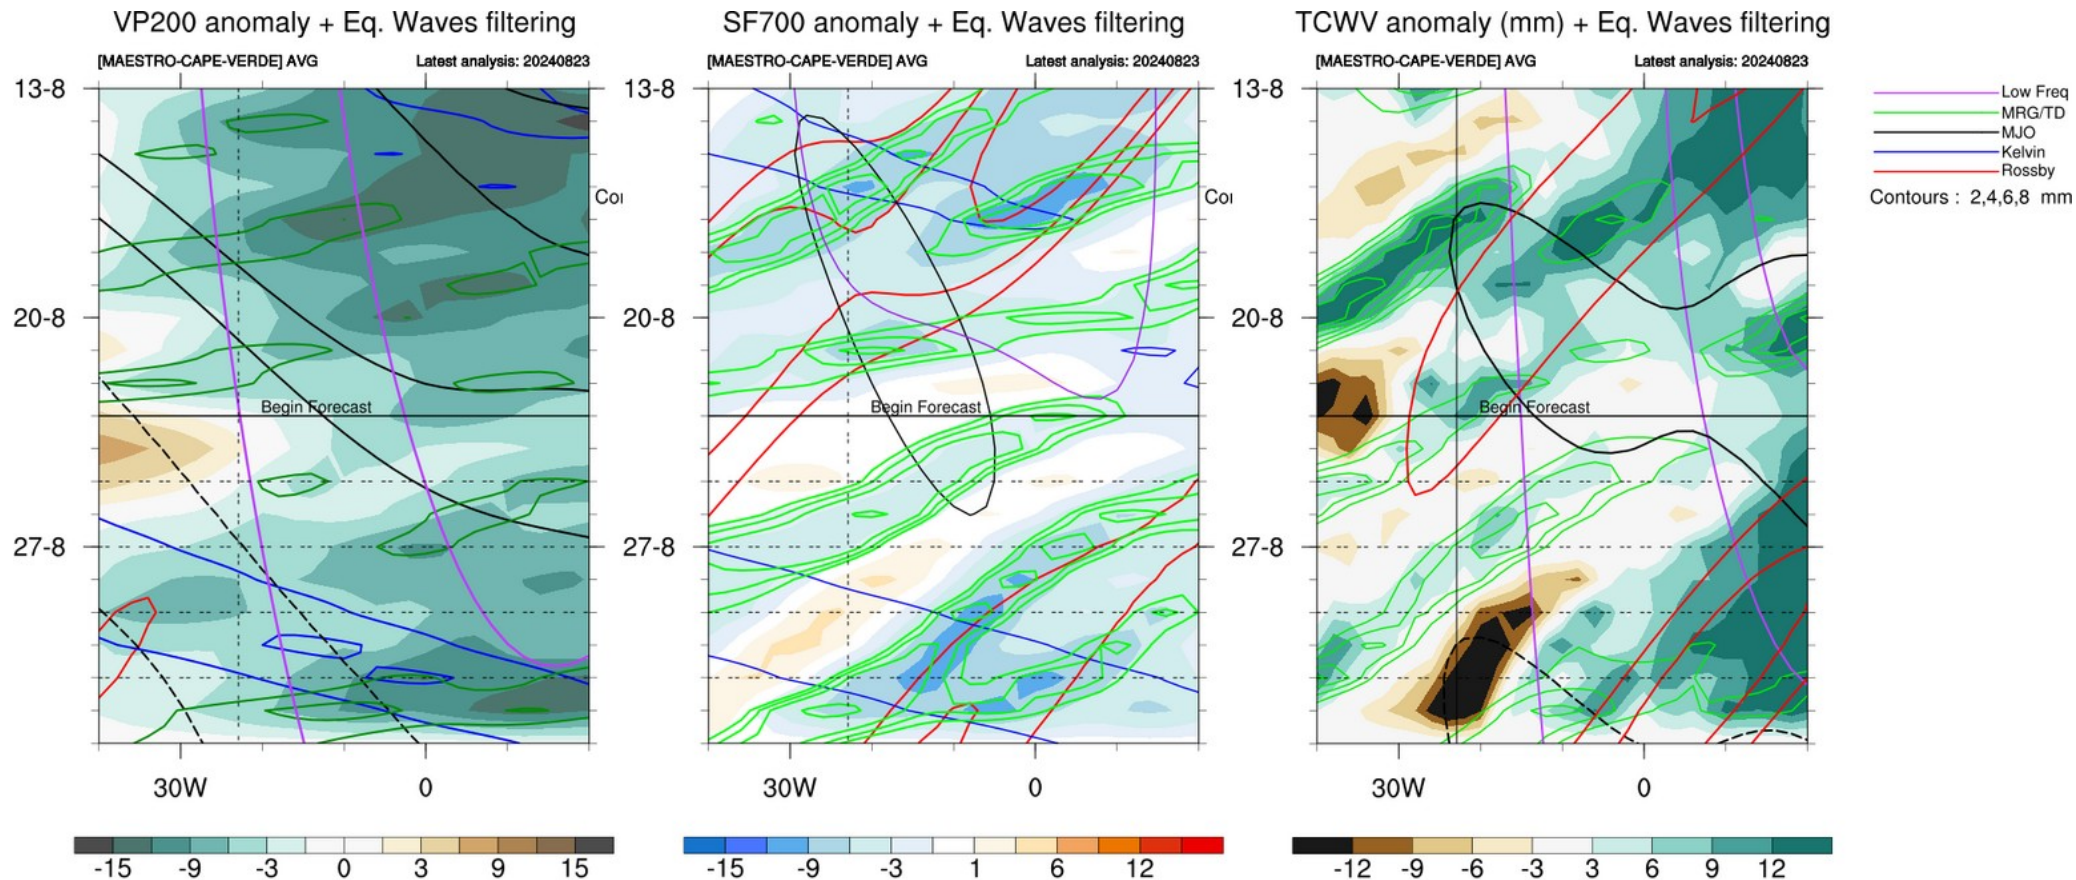 VP200 anomaly + Eq. Waves filtering
[MAESTRO-CAPE-VERDE] AVG
Latest analysis: 20240823
13-8
20-8
27-8
Begin Forecast
30W
0
-15 -9 -3 0 3 9 15
Coı
SF700 anomaly + Eq. Waves filtering
[MAESTRO-CAPE-VERDE] AVG
Latest analysis: 20240823
13-8
20-8
27-8
Begin Forecast
30W
0
-15 -9 -3 1 6 12
Coı
TCWV anomaly (mm) + Eq. Waves filtering
[MAESTRO-CAPE-VERDE] AVG
Latest analysis: 20240823
13-8
20-8
27-8
Begin Forecast
30W
0
-12 -9 -6 -3 3 6 9 12
Low Freq
MRG/TD
MJO
Kelvin
Rossby
Contours : 2,4,6,8 mm